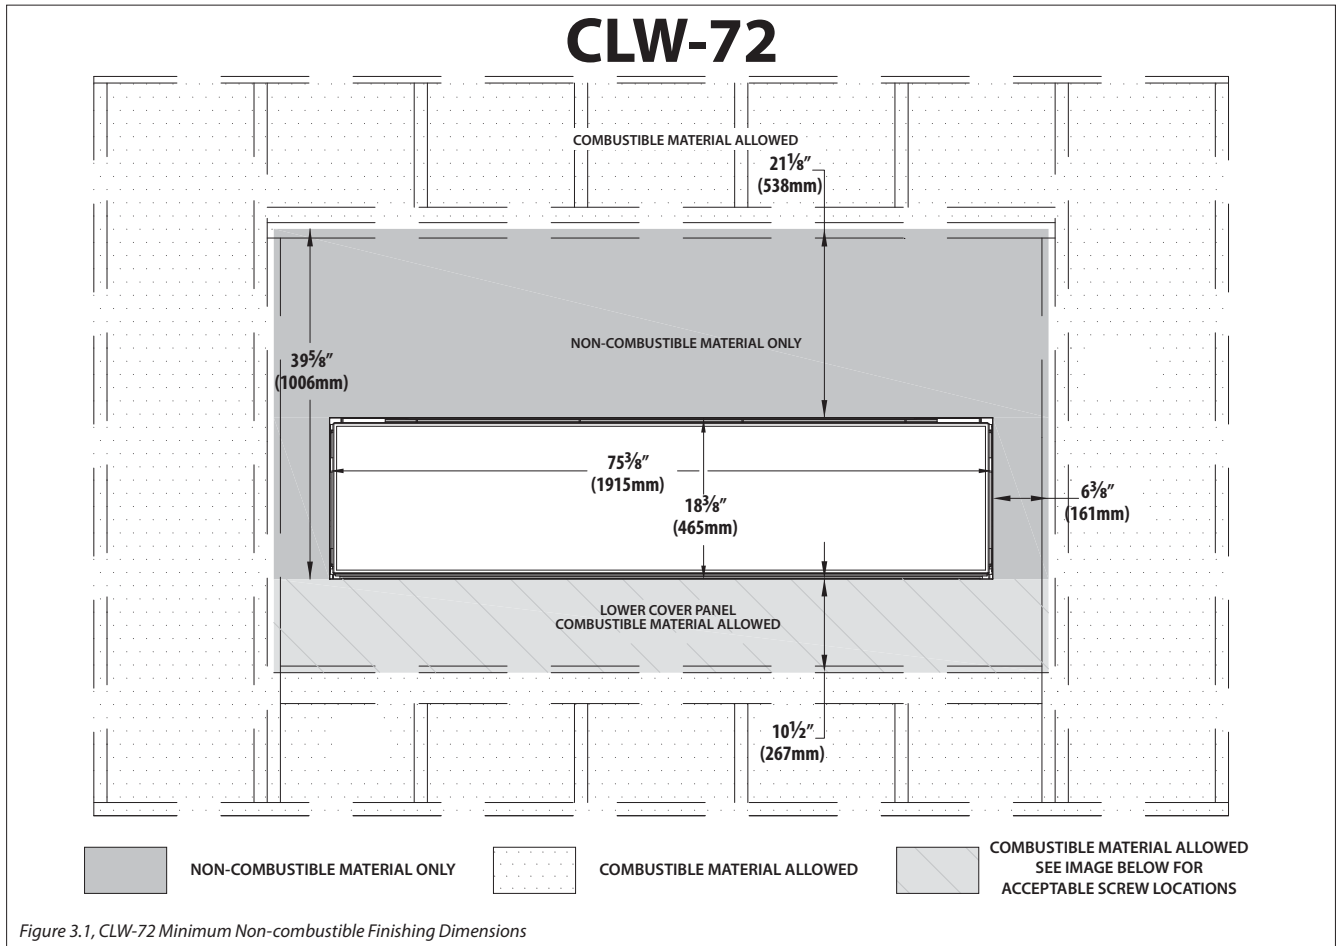 CLW-72
COMBUSTIBLE MATERIAL ALLOWED
21⅛"
(538mm)
NON-COMBUSTIBLE MATERIAL ONLY
39⅝"
(1006mm)
75⅜"
(1915mm)
18⅜"
(465mm)
6⅜"
(161mm)
LOWER COVER PANEL
COMBUSTIBLE MATERIAL ALLOWED
10½"
(267mm)
NON-COMBUSTIBLE MATERIAL ONLY
COMBUSTIBLE MATERIAL ALLOWED
COMBUSTIBLE MATERIAL ALLOWED
SEE IMAGE BELOW FOR
ACCEPTABLE SCREW LOCATIONS
Figure 3.1, CLW-72 Minimum Non-combustible Finishing Dimensions